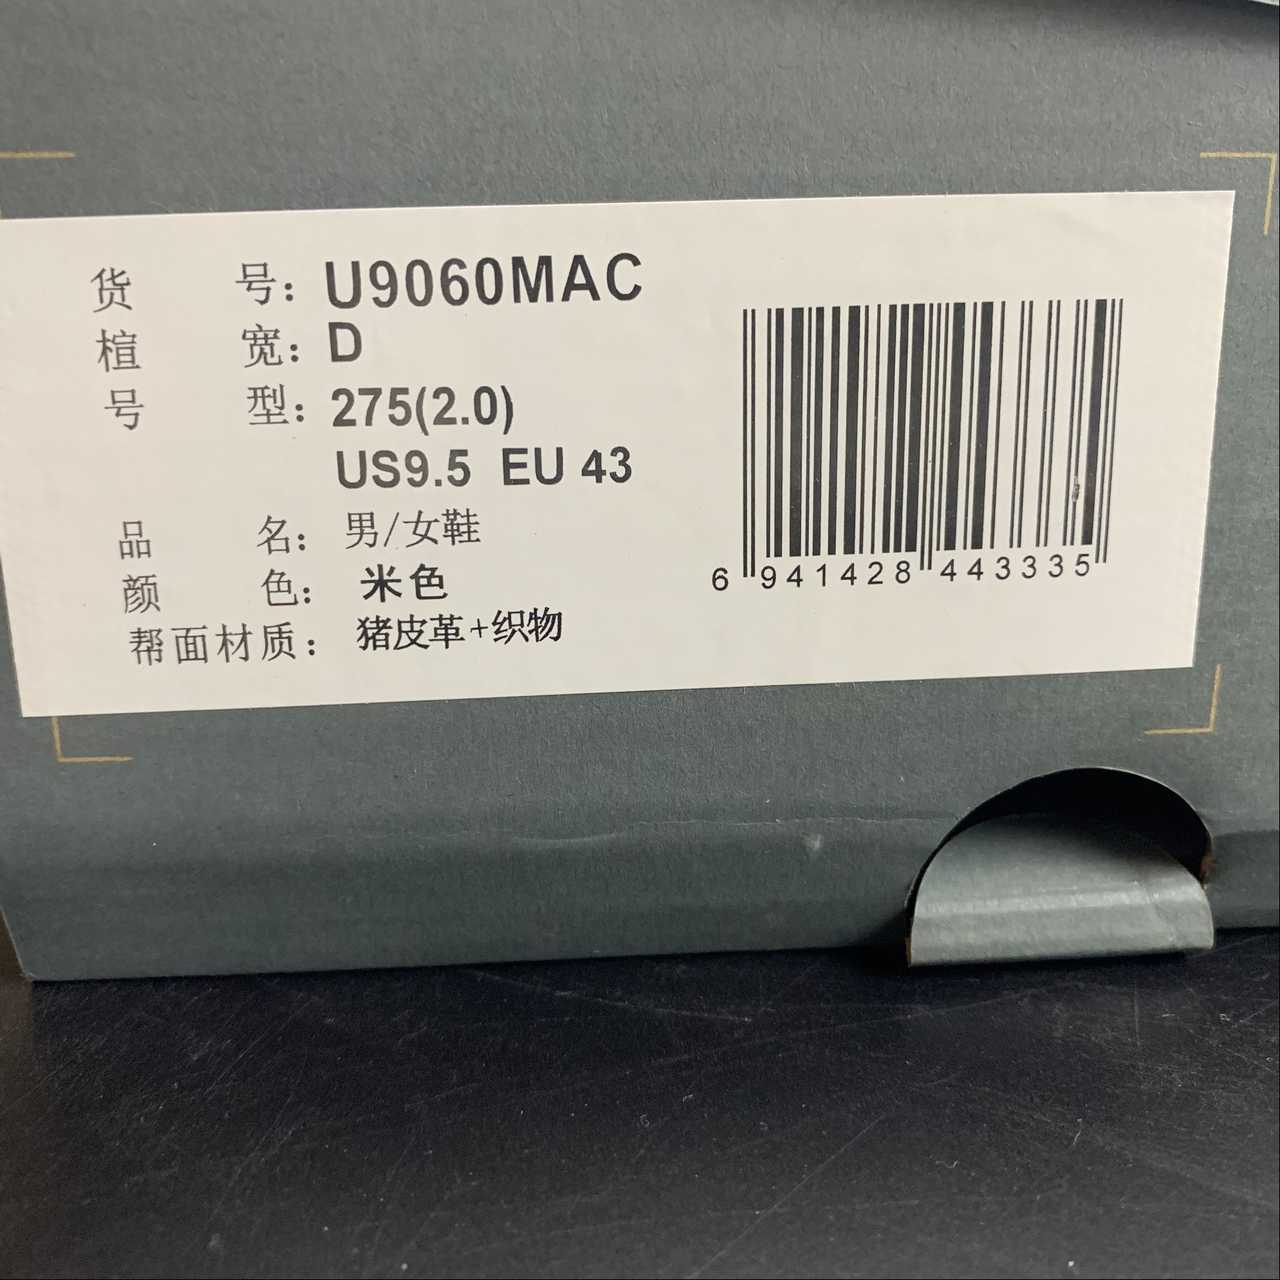 货 号: U9060MAC
楦 宽: D
号 型: 275(2.0)
US9.5 EU 43
品 名: 男/女鞋
颜 色: 米色
帮面材质: 猪皮革+织物
6 941428 443335